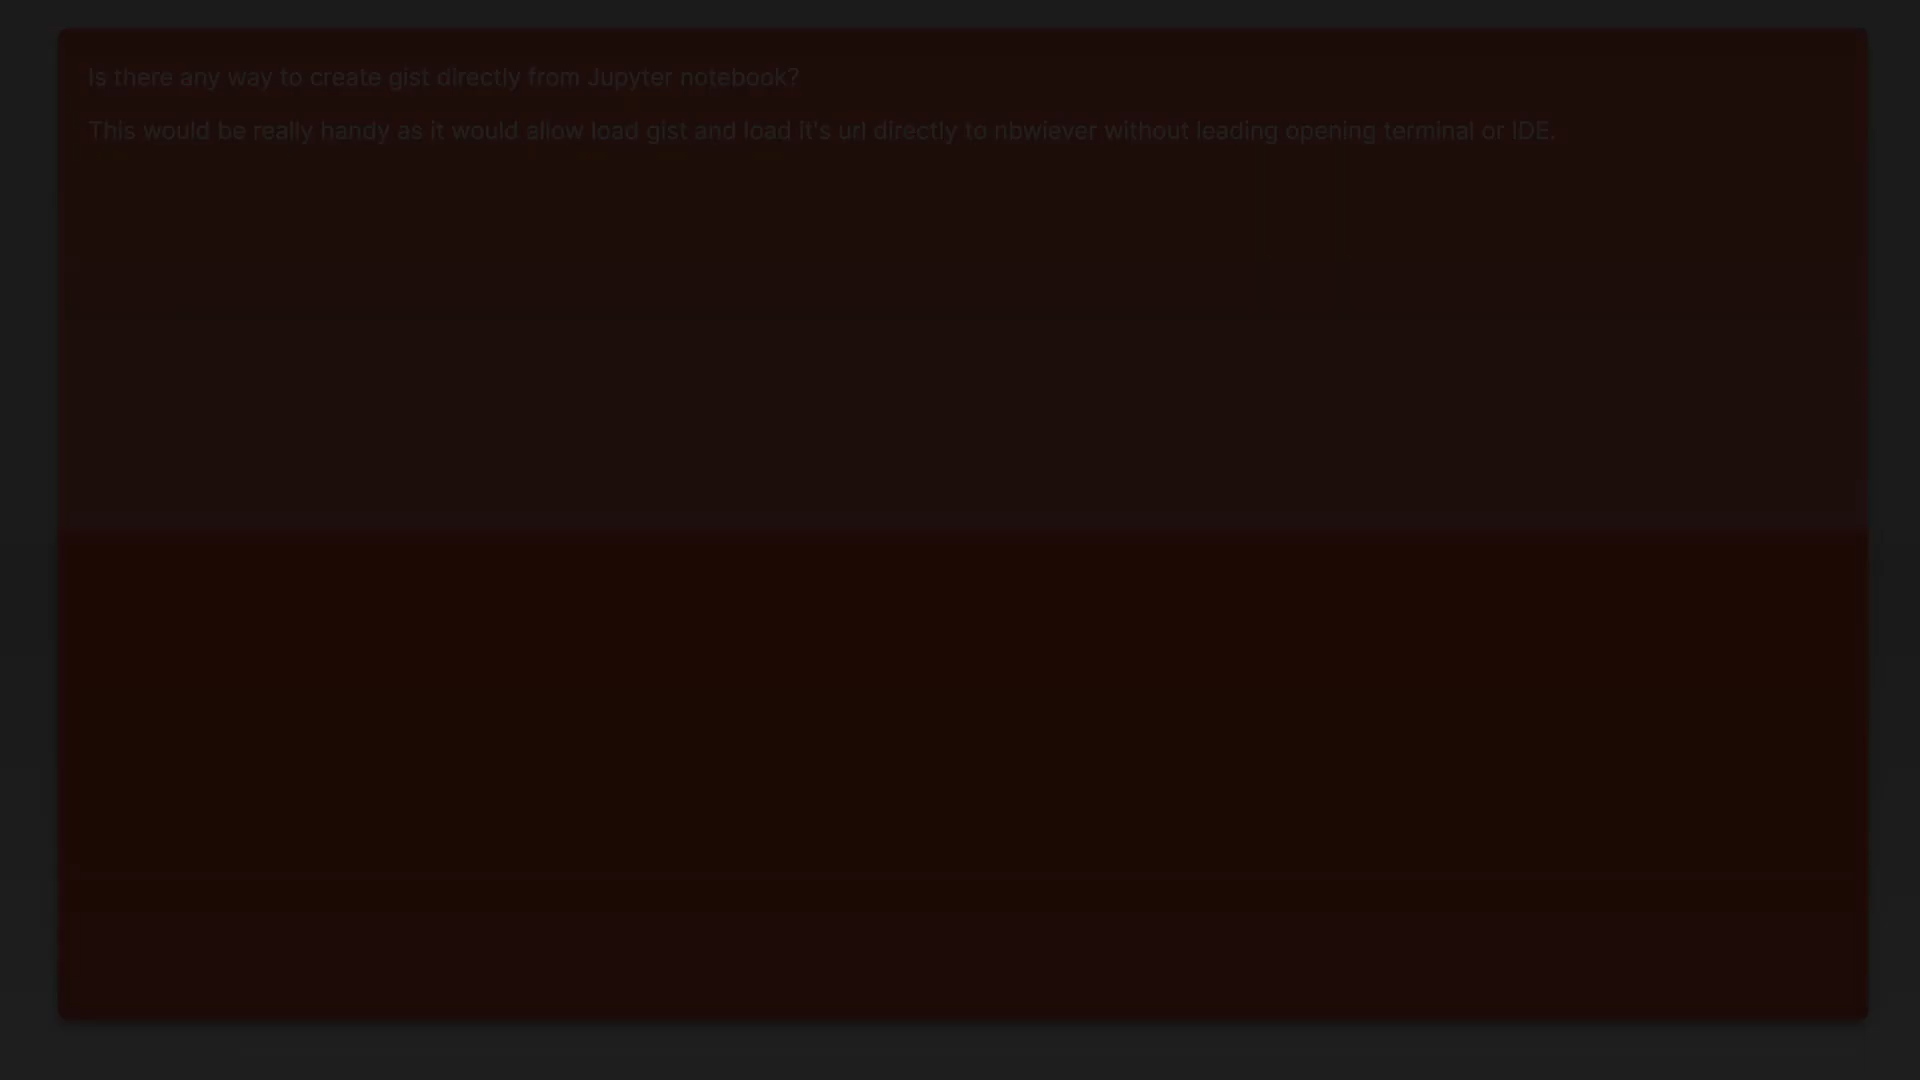 Is there any way to create gist directly from Jupyter notebook?
This would be really handy as it would allow load gist and load it's url directly to nbwiever without leading opening terminal or IDE.